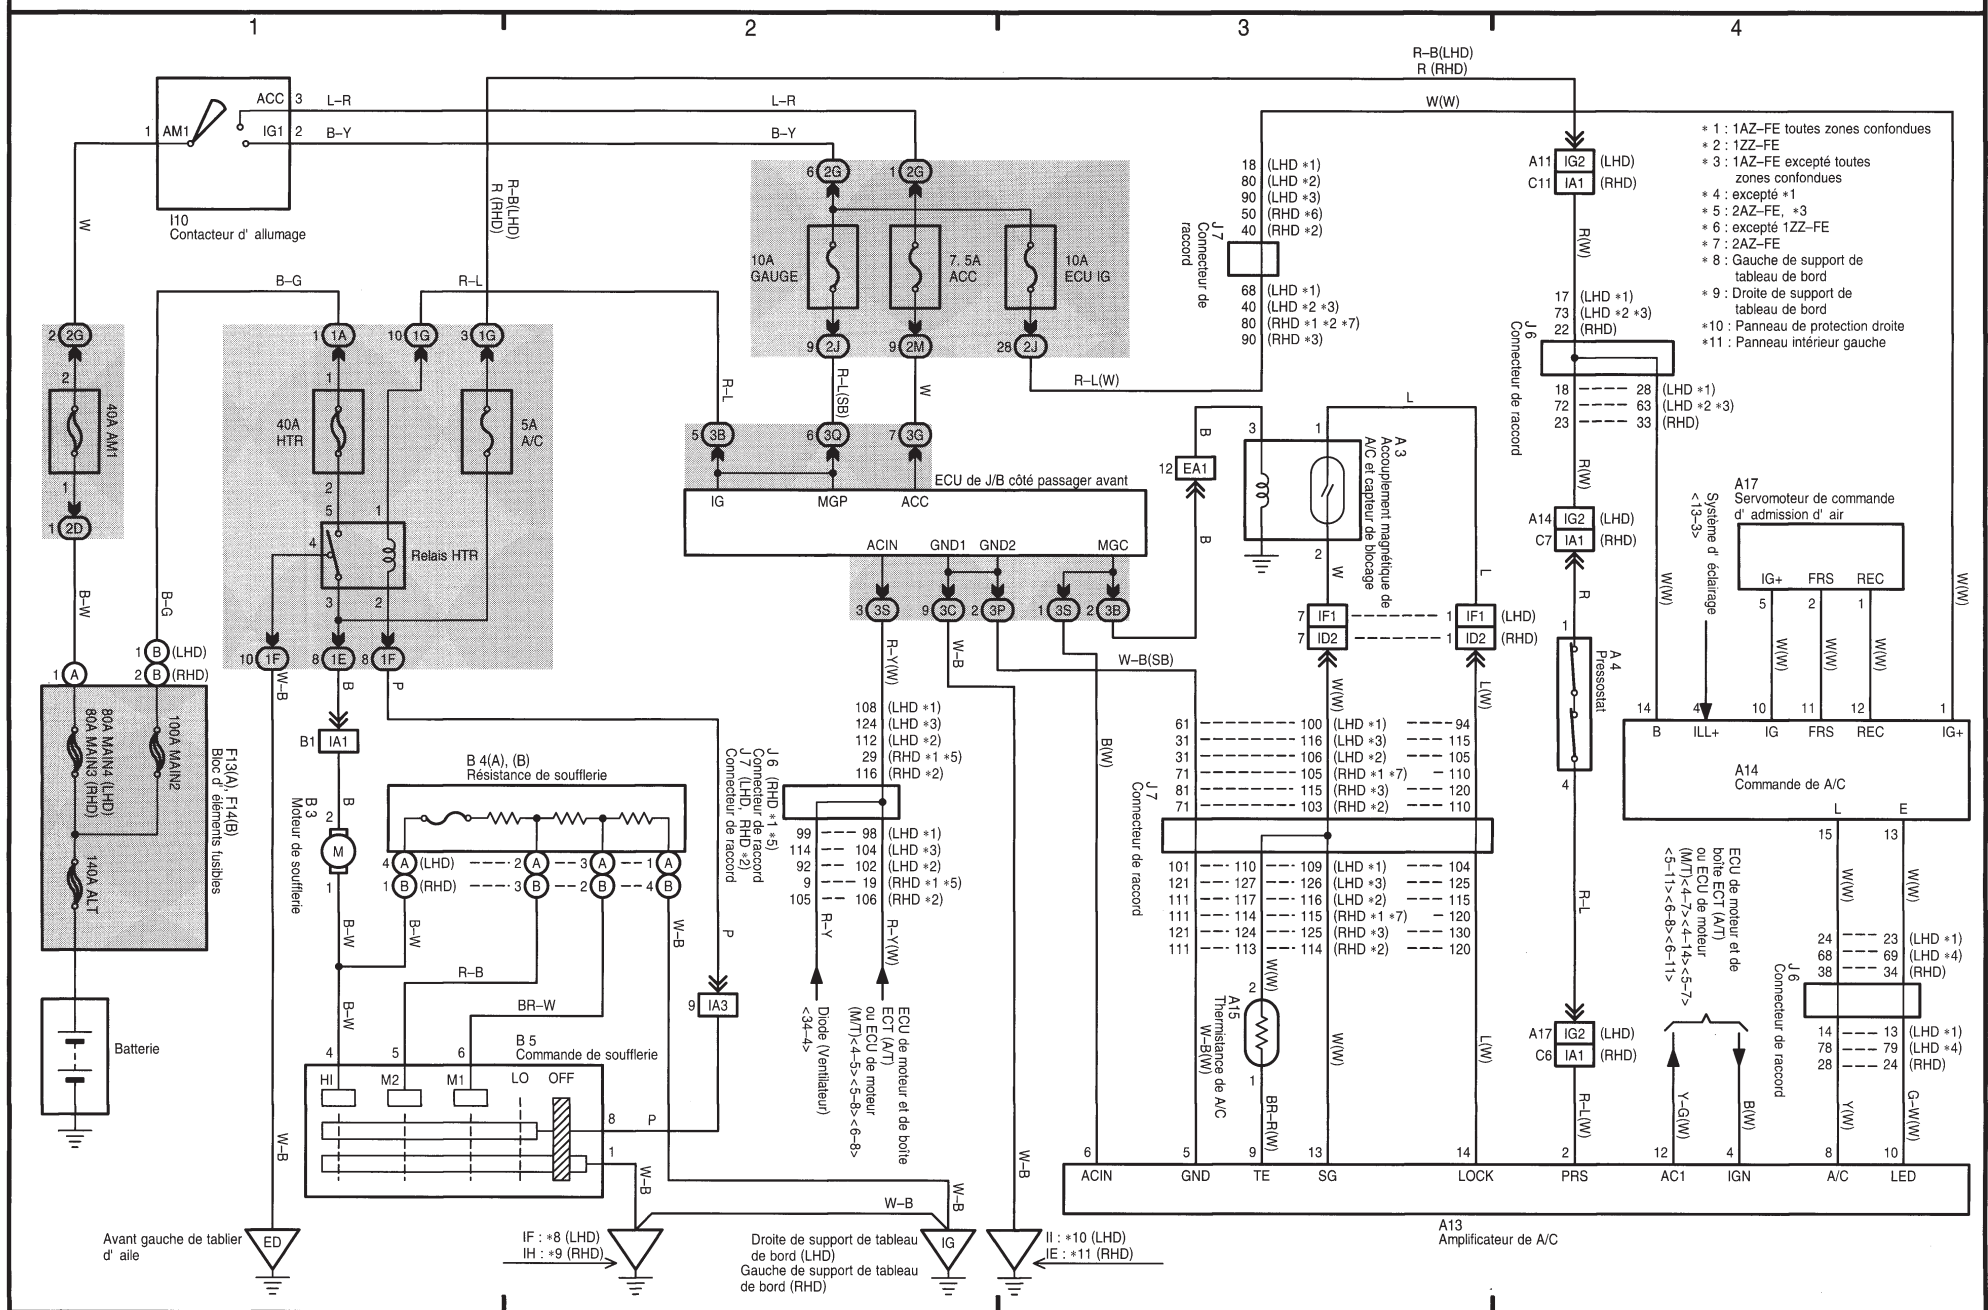 1
2
3
4
R–B(LHD)
R (RHD)
W(W)
ACC 3
L–R
L–R
1 AM1
IG1 2
B–Y
B–Y
I10
Contacteur d' allumage
W
R–B(LHD)
R (RHD)
6 2G
1 2G
10A
GAUGE
7. 5A
ACC
10A
ECU IG
9 2J
9 2M
28 2J
R–L(W)
R–L(SB)
W
18 (LHD *1)
80 (LHD *2)
90 (LHD *3)
50 (RHD *6)
40 (RHD *2)
J 7
Connecteur de
raccord
68 (LHD *1)
40 (LHD *2 *3)
80 (RHD *1 *2 *7)
90 (RHD *3)
A11 IG2 (LHD)
C11 IA1 (RHD)
R(W)
* 1 : 1AZ–FE toutes zones confondues
* 2 : 1ZZ–FE
* 3 : 1AZ–FE excepté toutes
zones confondues
* 4 : excepté *1
* 5 : 2AZ–FE, *3
* 6 : excepté 1ZZ–FE
* 7 : 2AZ–FE
* 8 : Gauche de support de
tableau de bord
* 9 : Droite de support de
tableau de bord
*10 : Panneau de protection droite
*11 : Panneau intérieur gauche
17 (LHD *1)
73 (LHD *2 *3)
22 (RHD)
J 6
Connecteur de raccord
18 28 (LHD *1)
72 63 (LHD *2 *3)
23 33 (RHD)
R(W)
A14 IG2 (LHD)
C7 IA1 (RHD)
R
W(W)
W(W)
B–G
R–L
2 2G
2
40A AM1
1
1 2D
B–W
B–G
1 1A
10 1G
3 1G
1
40A
HTR
2
5A
A/C
5
1
4
Relais HTR
3
2
10 1F
8 1E
8 1F
R–L
5 3B
6 3Q
7 3G
ECU de J/B côté passager avant
IG
MGP
ACC
ACIN
GND1
GND2
MGC
3 3S
9 3C
2 3P
1 3S
2 3B
B
12 EA1
B
3
1
2
A 3
Accouplement magnétique de
A/C et capteur de blocage
L
W
L
7 IF1 1 IF1 (LHD)
7 ID2 1 ID2 (RHD)
W(W)
L(W)
Système d' éclairage
<13–3>
A17
Servomoteur de commande
d' admission d' air
IG+ FRS REC
5 2 1
W(W)
W(W)
W(W)
1
A 4
Pressostat
4
R–L
14 4 10 11 12 1
B ILL+ IG FRS REC IG+
A14
Commande de A/C
L
E
15
13
W(W)
W(W)
1 B (LHD)
2 B (RHD)
1 A
80A MAIN4 (LHD)
80A MAIN3 (RHD)
100A MAIN2
140A ALT
F13(A), F14(B)
Bloc d' éléments fusibles
Batterie
W–B
B
P
B1 IA1
B
B 3
Moteur de soufflerie
2
M
1
B–W
B–W
B–W
B 4(A), (B)
Résistance de soufflerie
4 A (LHD) 2 A 3 A 1 A
1 B (RHD) 3 B 2 B 4 B
R–B
BR–W
W–B
P
9 IA3
J 6 (RHD *1 *5)
Connecteur de raccord
J 7 (LHD, RHD *2)
Connecteur de raccord
R–Y(W)
W–B
108 (LHD *1)
124 (LHD *3)
112 (LHD *2)
29 (RHD *1 *5)
116 (RHD *2)
99 98 (LHD *1)
114 104 (LHD *3)
92 102 (LHD *2)
9 19 (RHD *1 *5)
105 106 (RHD *2)
R–Y
R–Y(W)
Diode (Ventilateur)
<34–4>
ECU de moteur et de boîte
ECT (A/T)
ou ECU de moteur
(M/T)<4–5><5–8><6–8>
W–B(SB)
B(W)
J 7
Connecteur de raccord
61 100 (LHD *1) 94
31 116 (LHD *3) 115
31 106 (LHD *2) 105
71 105 (RHD *1 *7) 110
81 115 (RHD *3) 120
71 103 (RHD *2) 110
101 110 109 (LHD *1) 104
121 127 126 (LHD *3) 125
111 117 116 (LHD *2) 115
111 114 115 (RHD *1 *7) 120
121 124 125 (RHD *3) 130
111 113 114 (RHD *2) 120
W(W)
2
A15
Thermistance de A/C
1
W–B(W)
BR–R(W)
W(W)
L(W)
A17 IG2 (LHD)
C6 IA1 (RHD)
R–L(W)
ECU de moteur et de
boîte ECT (A/T)
ou ECU de moteur
(M/T)<4–7><4–14><5–7>
<5–11><6–8><6–11>
Y–G(W)
B(W)
24 23 (LHD *1)
68 69 (LHD *4)
38 34 (RHD)
J 6
Connecteur de raccord
14 13 (LHD *1)
78 79 (LHD *4)
28 24 (RHD)
Y(W)
G–W(W)
B 5
Commande de soufflerie
4 5 6
HI M2 M1 LO OFF
8 P
1
W–B
W–B
W–B
W–B
W–B
6 5 9 13 14 2 12 4 8 10
ACIN GND TE SG LOCK PRS AC1 IGN A/C LED
A13
Amplificateur de A/C
Avant gauche de tablier
d' aile
ED
IF : *8 (LHD)
IH : *9 (RHD)
Droite de support de tableau
de bord (LHD)
Gauche de support de tableau
de bord (RHD)
IG
II : *10 (LHD)
IE : *11 (RHD)